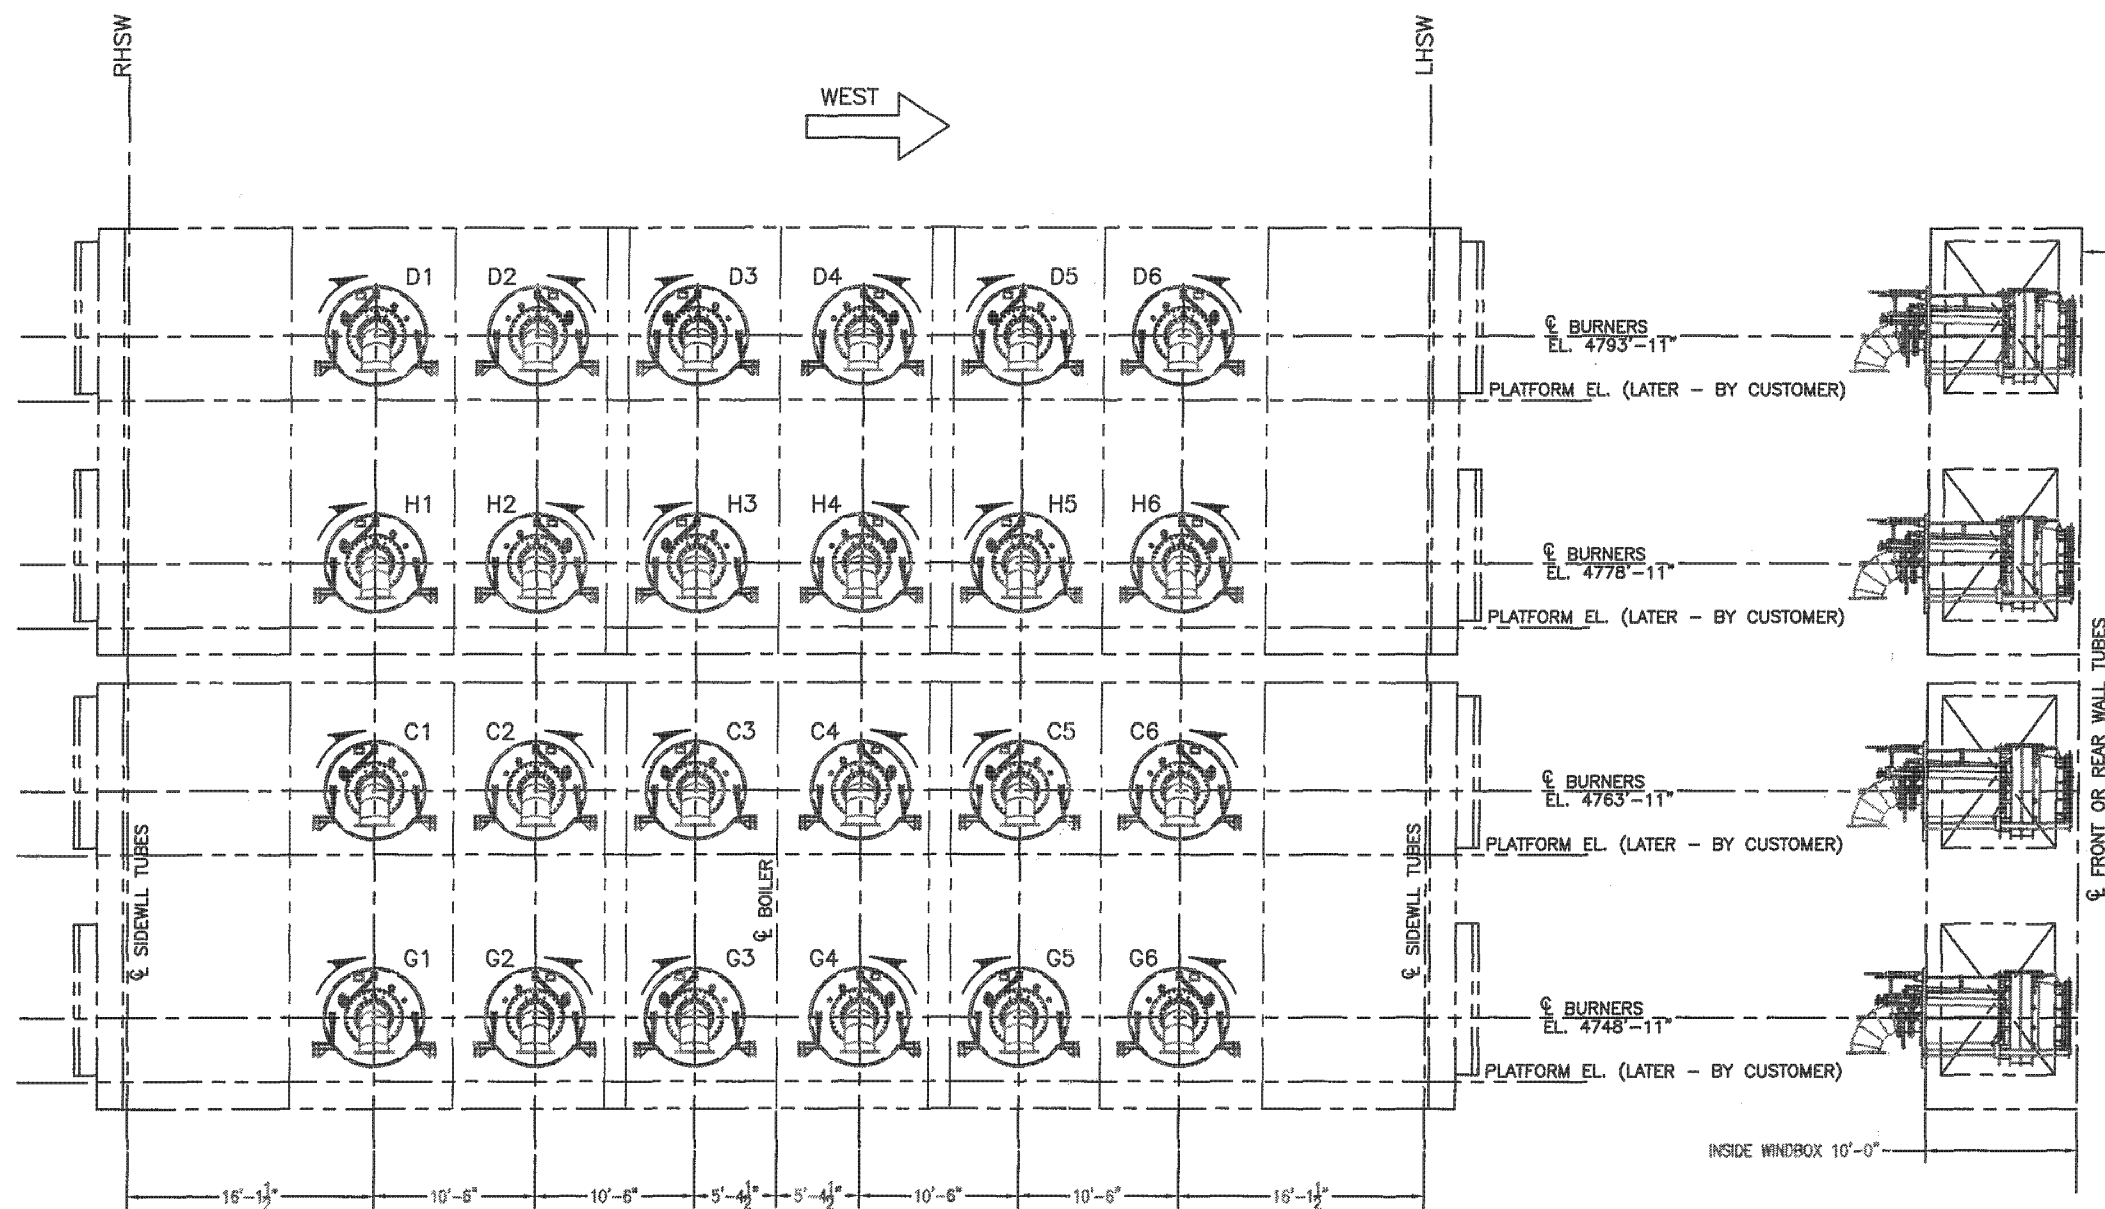 RHSW
LHSW
WEST
D1 D2 D3 D4 D5 D6
℄ BURNERS
EL. 4793'-11"
PLATFORM EL. (LATER - BY CUSTOMER)
H1 H2 H3 H4 H5 H6
℄ BURNERS
EL. 4778'-11"
PLATFORM EL. (LATER - BY CUSTOMER)
C1 C2 C3 C4 C5 C6
℄ BURNERS
EL. 4763'-11"
PLATFORM EL. (LATER - BY CUSTOMER)
℄ SIDEWLL TUBES
℄ BOILER
℄ SIDEWLL TUBES
℄ FRONT OR REAR WALL TUBES
G1 G2 G3 G4 G5 G6
℄ BURNERS
EL. 4748'-11"
PLATFORM EL. (LATER - BY CUSTOMER)
INSIDE WINDBOX 10'-0"
16'-1½" 10'-6" 10'-6" 5'-4½" 5'-4½" 10'-6" 10'-6" 16'-1½"